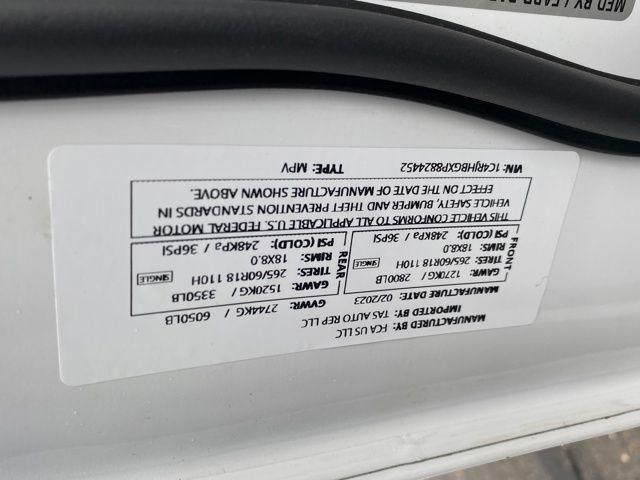 MANUFACTURED BY: FCA US LLC
IMPORTED BY: TAS AUTO REP LLC
MANUFACTURE DATE: 02/2023
GVWR: 2744KG / 6050LB
FRONT
GAWR: 1270KG / 2800LB
TIRES: 265/60R18 110H SINGLE
RIMS: 18X8.0
PSI (COLD): 248KPa / 36PSI
REAR
GAWR: 1520KG / 3350LB
TIRES: 265/60R18 110H SINGLE
RIMS: 18X8.0
PSI (COLD): 248KPa / 36PSI
THIS VEHICLE CONFORMS TO ALL APPLICABLE U.S. FEDERAL MOTOR
VEHICLE SAFETY, BUMPER AND THEFT PREVENTION STANDARDS IN
EFFECT ON THE DATE OF MANUFACTURE SHOWN ABOVE.
VIN: 1C4RJHBGXP8824452
TYPE: MPV